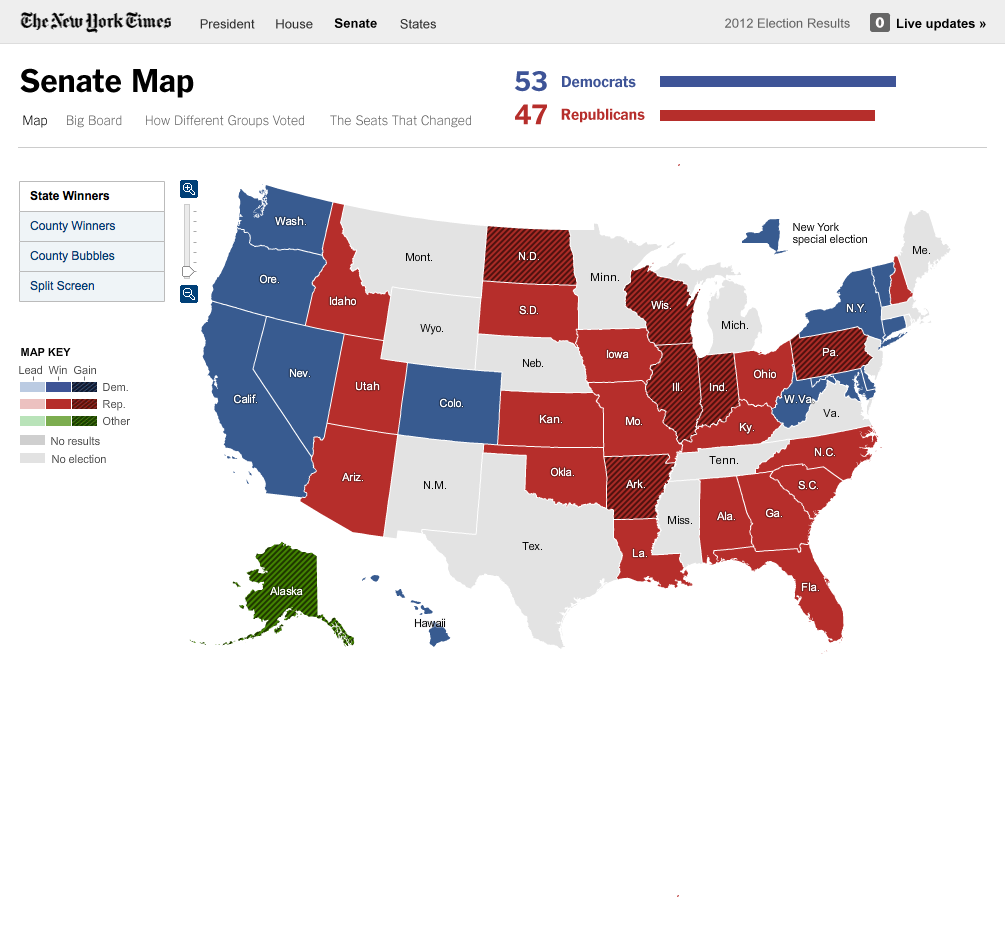 The New York Times
President House Senate States
2012 Election Results 0 Live updates »
Senate Map
53 Democrats
47 Republicans
Map Big Board How Different Groups Voted The Seats That Changed
State Winners
County Winners
County Bubbles
Split Screen
MAP KEY
Lead Win Gain
Dem.
Rep.
Other
No results
No election
New York
special election
Wash.
Ore.
Idaho
Mont.
N.D.
Minn.
Wis.
Mich.
N.Y.
Me.
S.D.
Wyo.
Neb.
Iowa
Ill.
Ind.
Ohio
Pa.
Nev.
Utah
Colo.
Calif.
Kan.
Mo.
Ky.
W.Va.
Va.
Ariz.
N.M.
Okla.
Ark.
Tenn.
N.C.
S.C.
Tex.
La.
Miss.
Ala.
Ga.
Fla.
Alaska
Hawaii